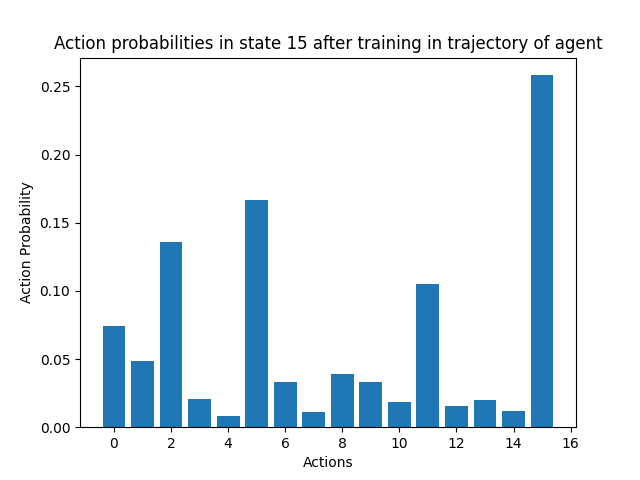 Action probabilities in state 15 after training in trajectory of agent
0.25
0.20
0.15
0.10
0.05
0.00
Action Probability
0 2 4 6 8 10 12 14 16
Actions